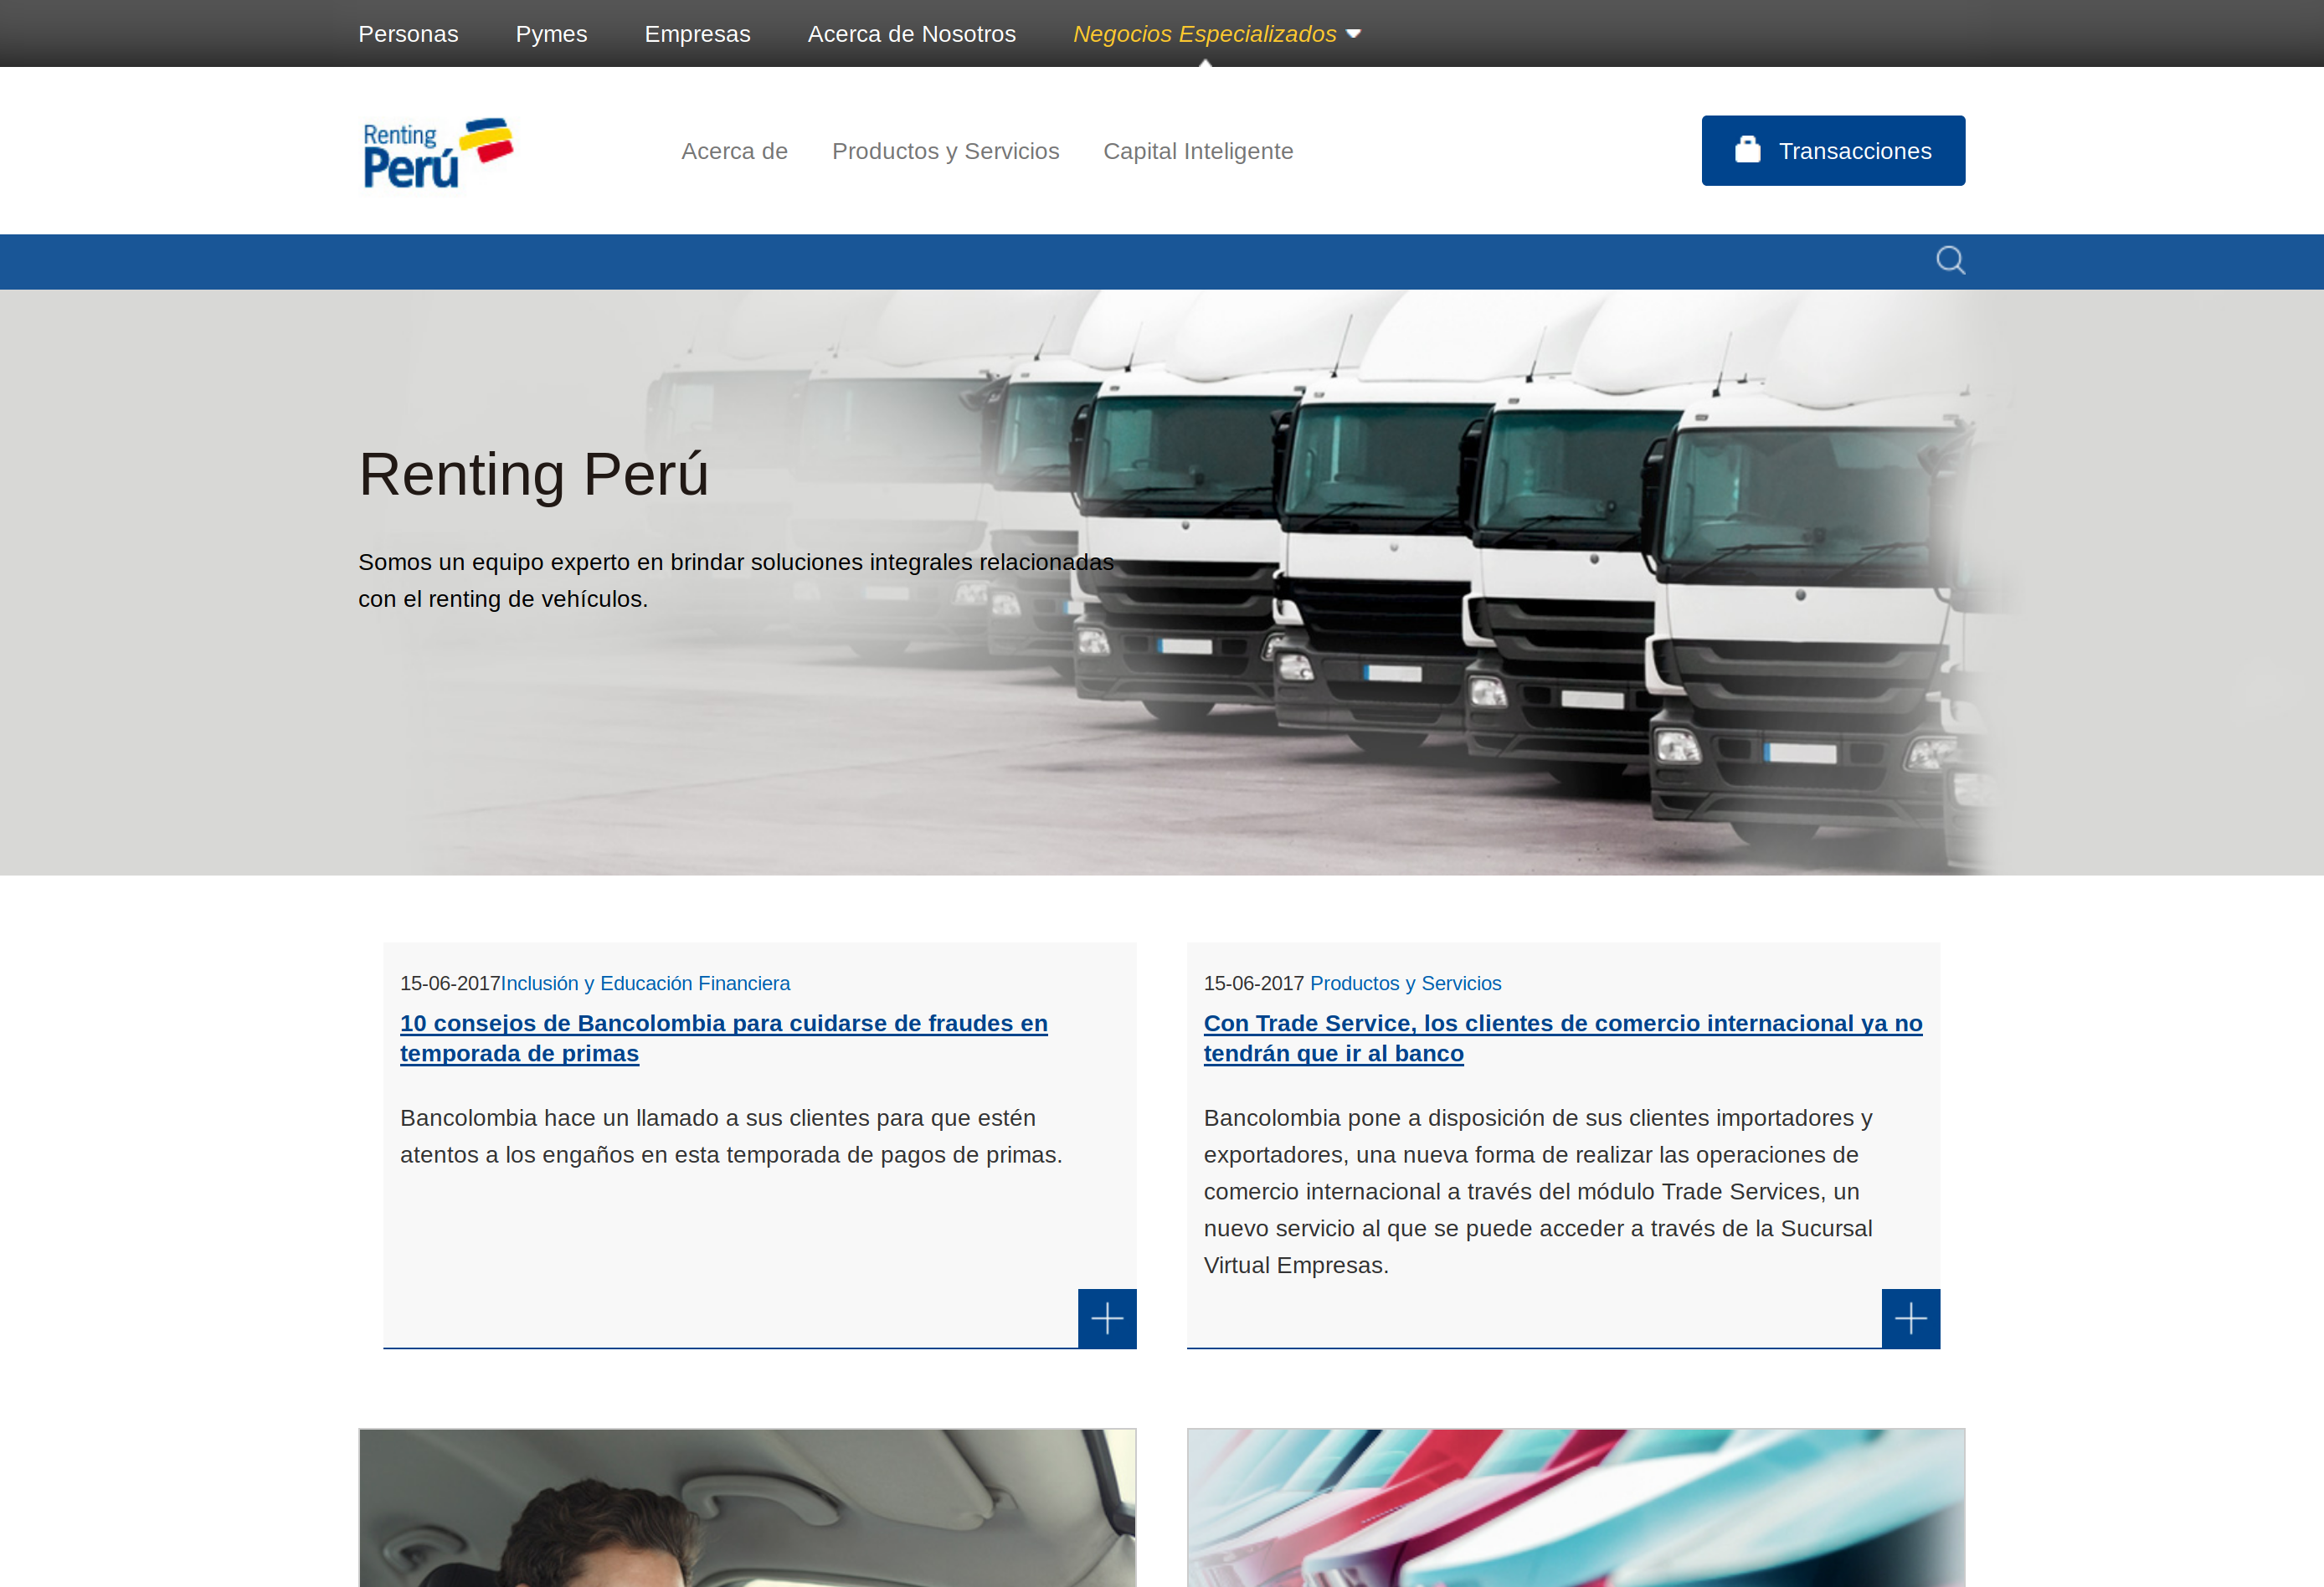 Personas Pymes Empresas Acerca de Nosotros Negocios Especializados
Renting
Perú
Acerca de Productos y Servicios Capital Inteligente
Transacciones
Renting Perú
Somos un equipo experto en brindar soluciones integrales relacionadas
con el renting de vehículos.
15-06-2017Inclusión y Educación Financiera
10 consejos de Bancolombia para cuidarse de fraudes en
temporada de primas
Bancolombia hace un llamado a sus clientes para que estén
atentos a los engaños en esta temporada de pagos de primas.
15-06-2017 Productos y Servicios
Con Trade Service, los clientes de comercio internacional ya no
tendrán que ir al banco
Bancolombia pone a disposición de sus clientes importadores y
exportadores, una nueva forma de realizar las operaciones de
comercio internacional a través del módulo Trade Services, un
nuevo servicio al que se puede acceder a través de la Sucursal
Virtual Empresas.